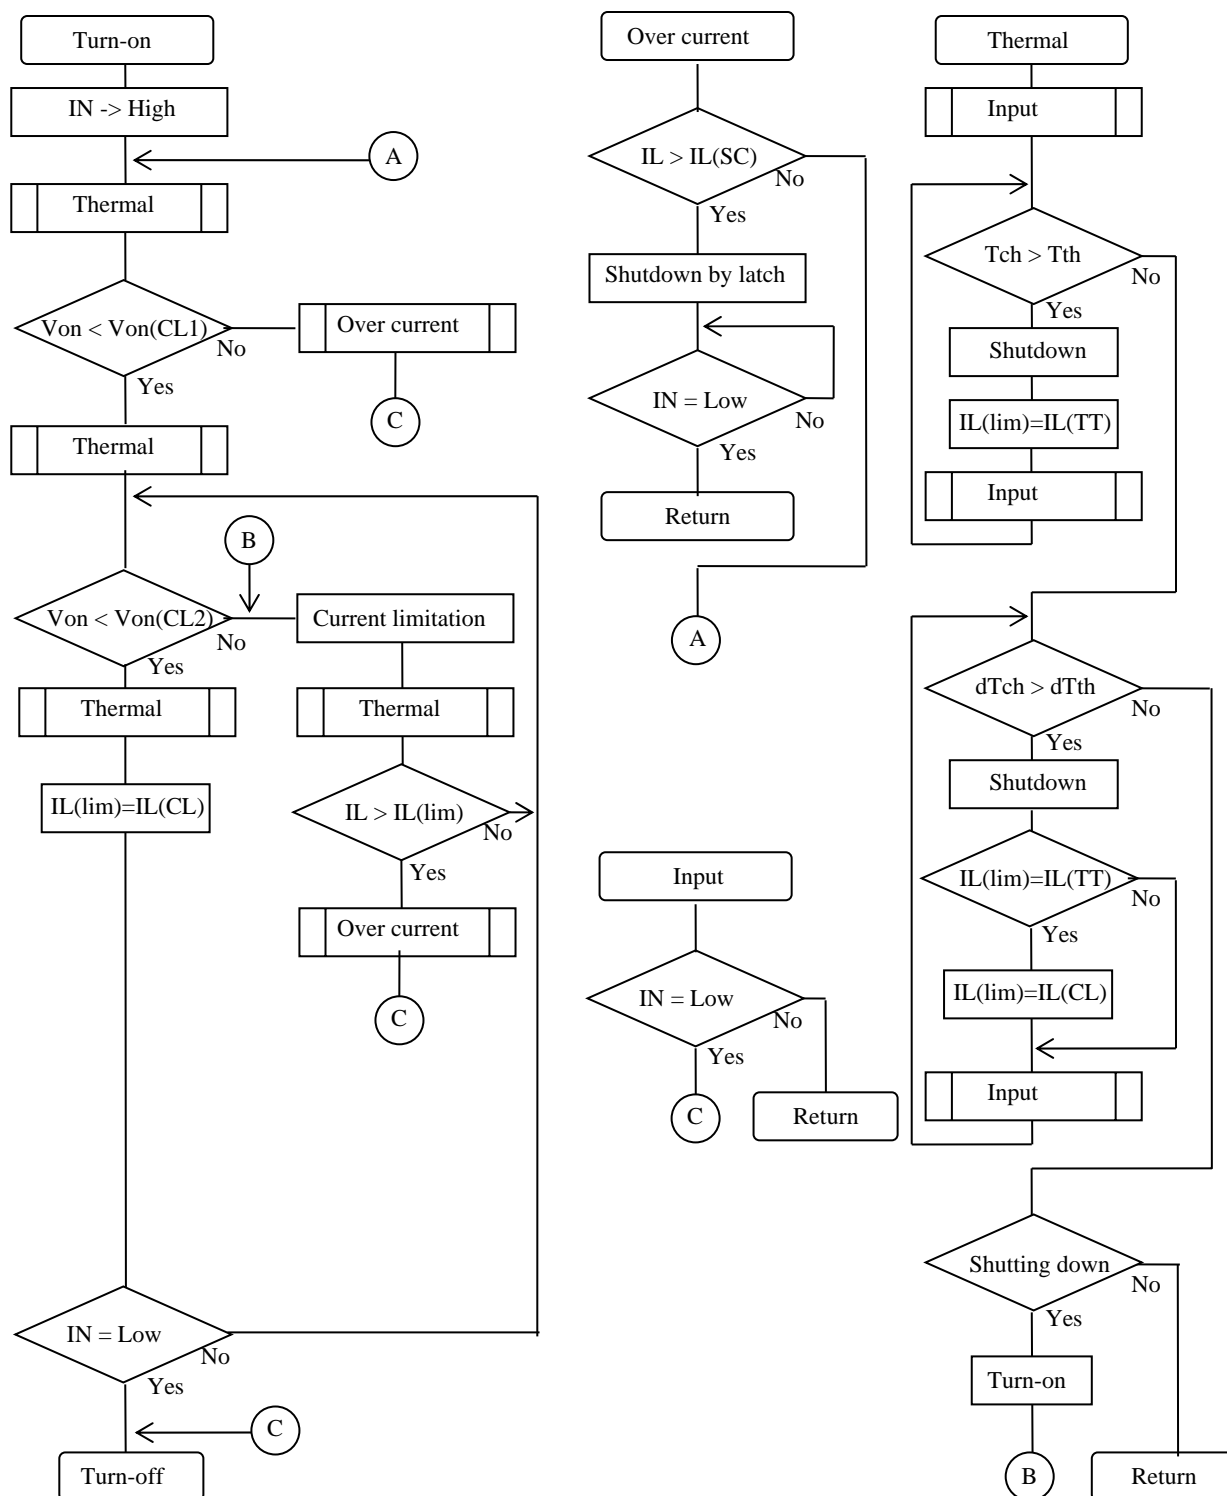 Turn-on
IN -> High
A
Thermal
Von < Von(CL1)
No
Yes
Over current
C
Thermal
B
Von < Von(CL2)
No
Yes
Current limitation
Thermal
Thermal
IL(lim)=IL(CL)
IL > IL(lim)
No
Yes
Over current
C
IN = Low
No
Yes
C
Turn-off
Over current
IL > IL(SC)
No
Yes
Shutdown by latch
IN = Low
No
Yes
Return
A
Input
IN = Low
No
Yes
C
Return
Thermal
Input
Tch > Tth
No
Yes
Shutdown
IL(lim)=IL(TT)
Input
dTch > dTth
No
Yes
Shutdown
IL(lim)=IL(TT)
No
Yes
IL(lim)=IL(CL)
Input
Shutting down
No
Yes
Turn-on
B
Return